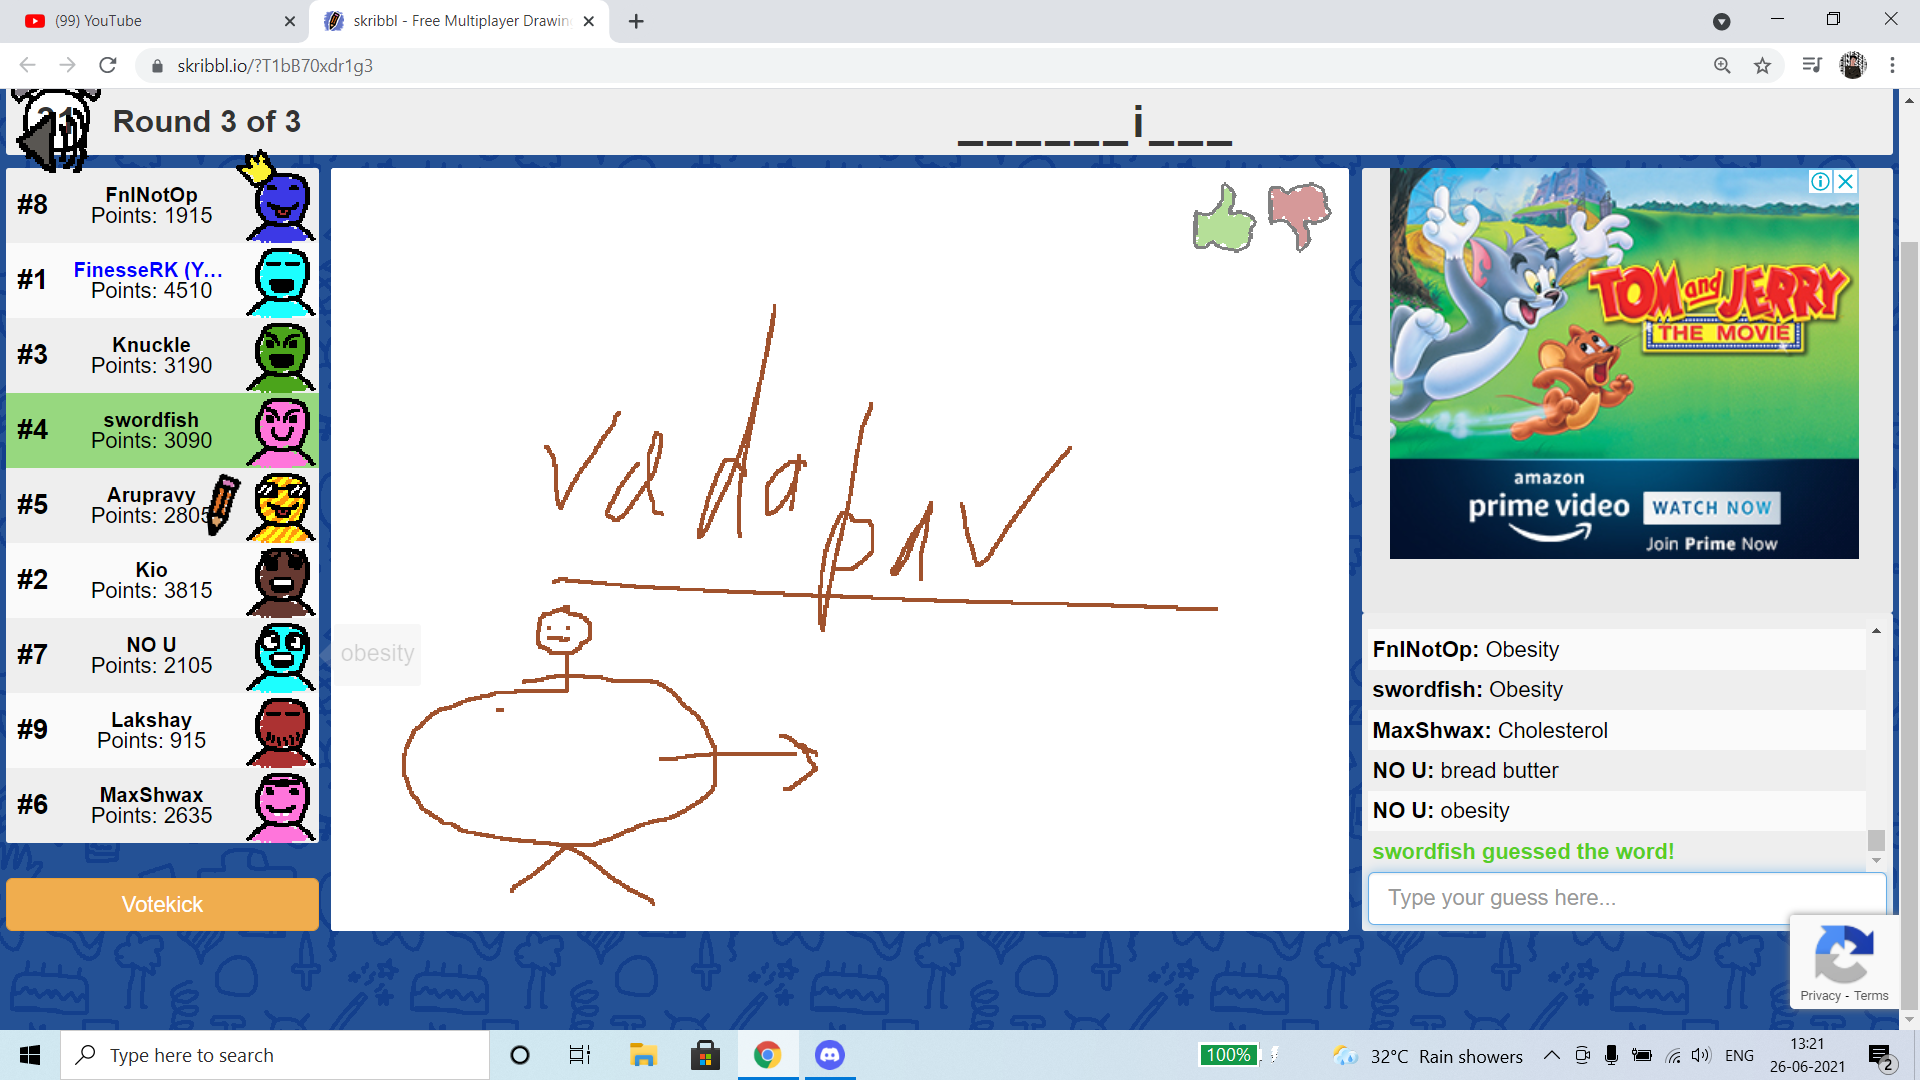 (99) YouTube
skribbl - Free Multiplayer Drawin
skribbl.io/?T1bB70xdr1g3
Round 3 of 3
______i___
#8 FnlNotOp
Points: 1915
#1 FinesseRK (Y...
Points: 4510
#3 Knuckle
Points: 3190
#4 swordfish
Points: 3090
#5 Arupravy
Points: 2805
#2 Kio
Points: 3815
#7 NO U
Points: 2105
#9 Lakshay
Points: 915
#6 MaxShwax
Points: 2635
Votekick
vada pav
obesity
TOM and JERRY
THE MOVIE
amazon
prime video
WATCH NOW
Join Prime Now
FnlNotOp: Obesity
swordfish: Obesity
MaxShwax: Cholesterol
NO U: bread butter
NO U: obesity
swordfish guessed the word!
Type your guess here...
Privacy - Terms
Type here to search
100%
32°C Rain showers
ENG
13:21
26-06-2021
2